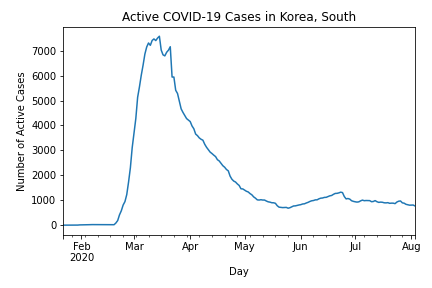 Active COVID-19 Cases in Korea, South
Number of Active Cases
7000
6000
5000
4000
3000
2000
1000
0
Feb Mar Apr May Jun Jul Aug
2020
Day